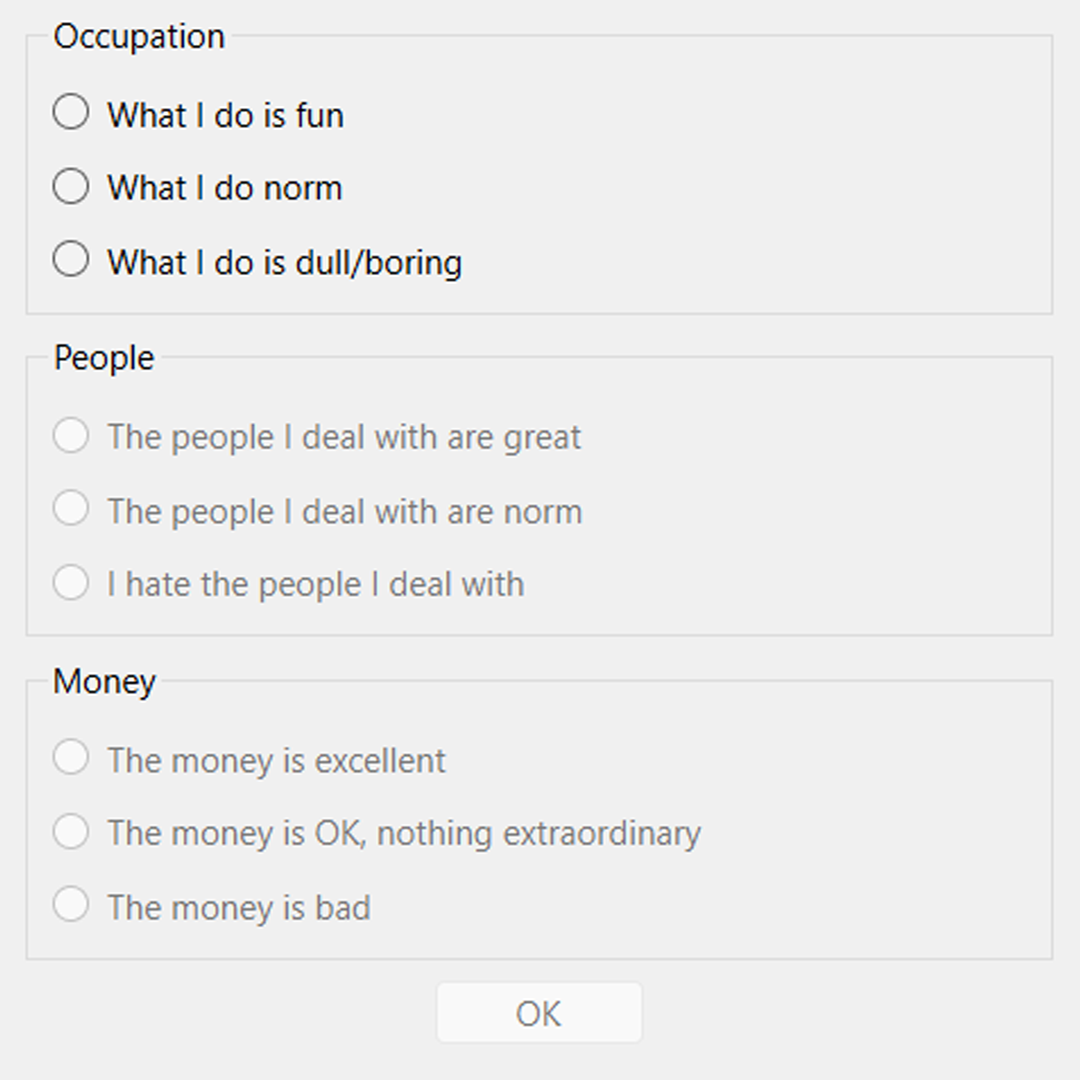 Occupation
What I do is fun
What I do norm
What I do is dull/boring
People
The people I deal with are great
The people I deal with are norm
I hate the people I deal with
Money
The money is excellent
The money is OK, nothing extraordinary
The money is bad
OK